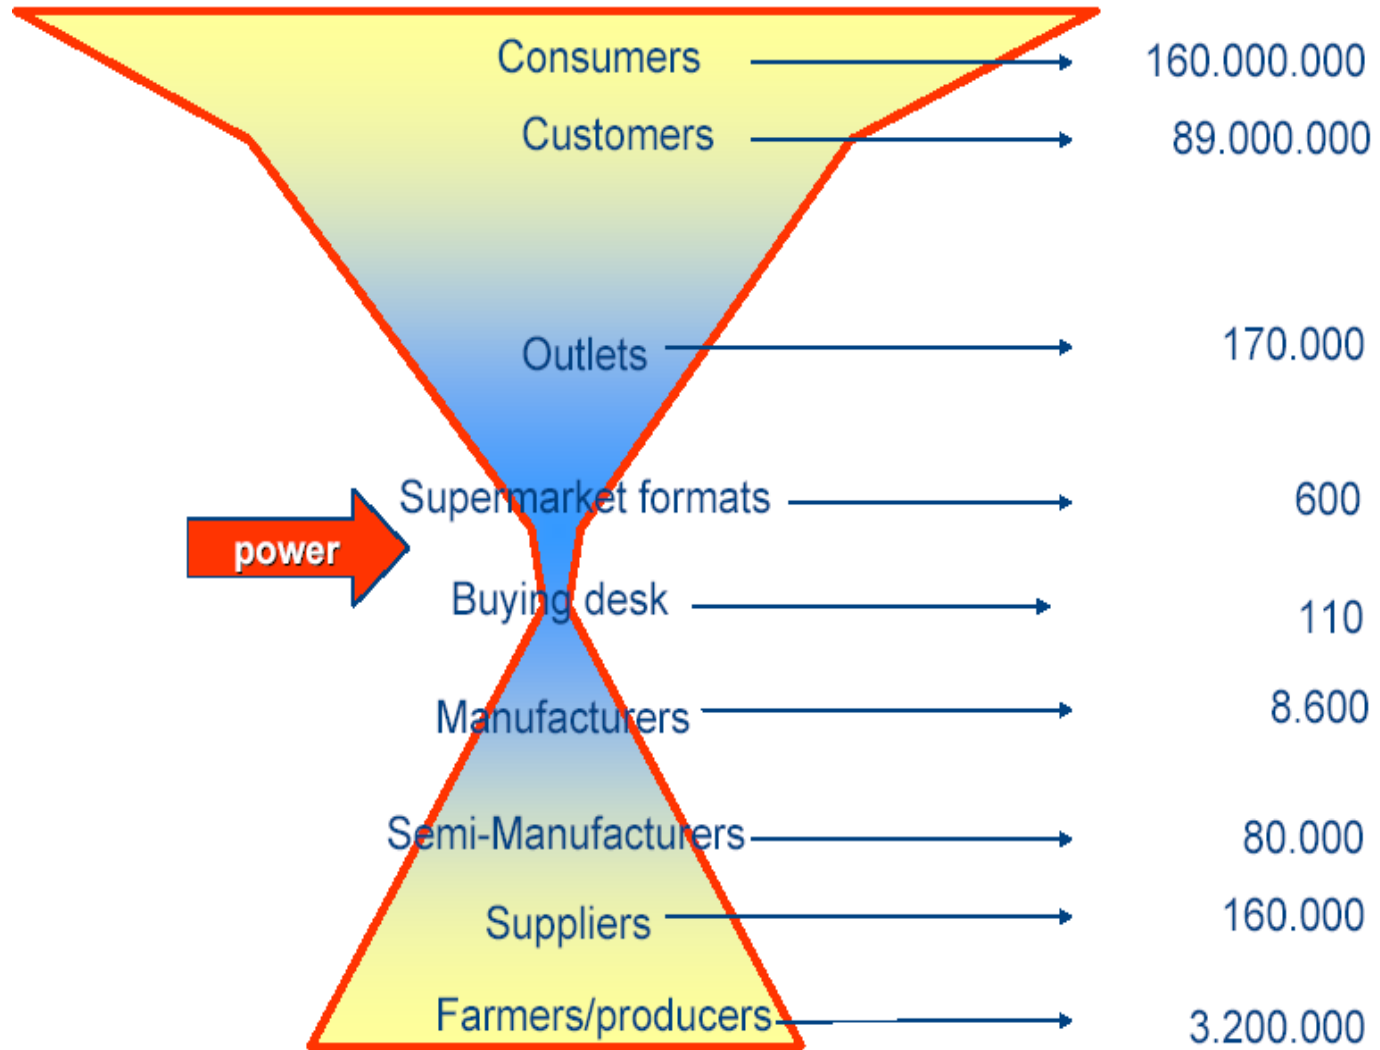 Consumers 160.000.000
Customers 89.000.000
Outlets 170.000
Supermarket formats 600
power
Buying desk 110
Manufacturers 8.600
Semi-Manufacturers 80.000
Suppliers 160.000
Farmers/producers 3.200.000